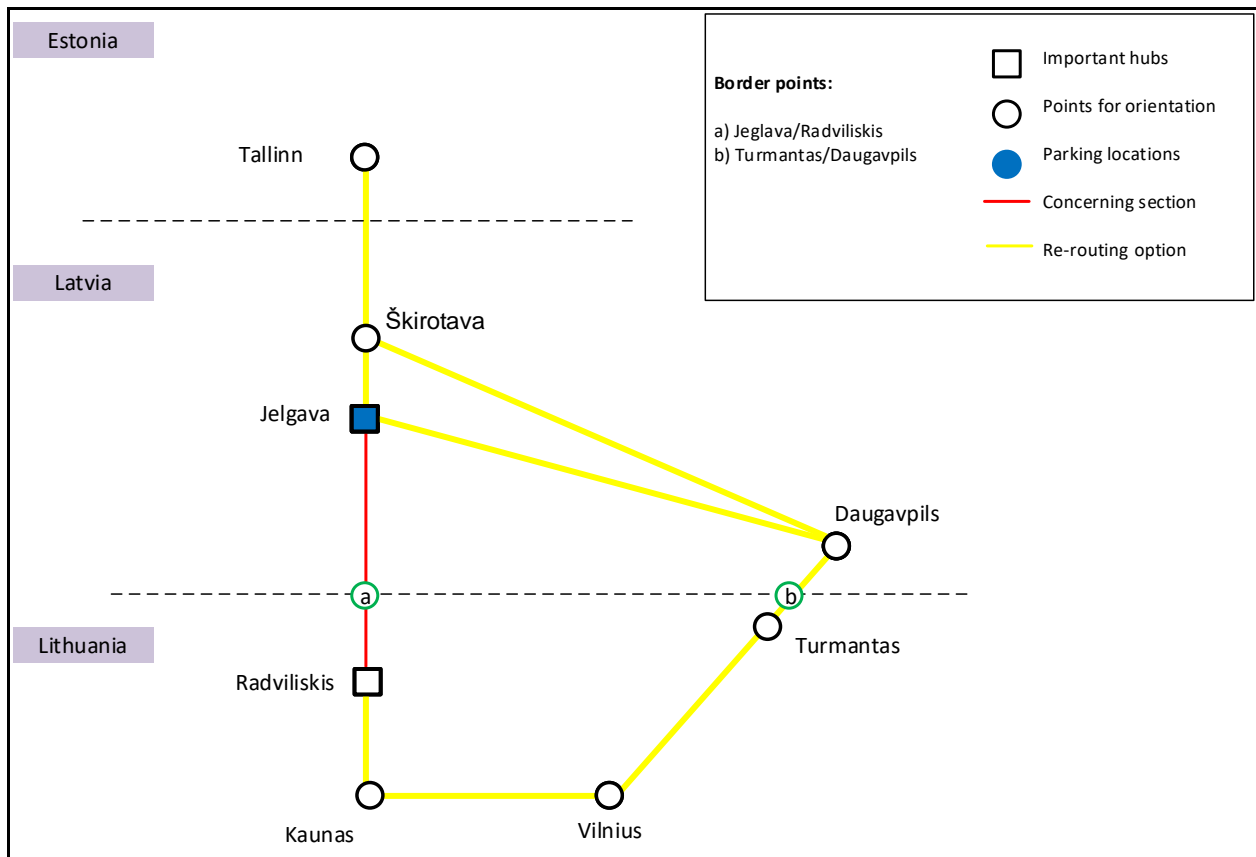 Estonia
Border points:
a) Jeglava/Radviliskis
b) Turmantas/Daugavpils
Important hubs
Points for orientation
Parking locations
Concerning section
Re-routing option
Tallinn
Latvia
Škirotava
Jelgava
Daugavpils
a
b
Lithuania
Turmantas
Radviliskis
Kaunas
Vilnius